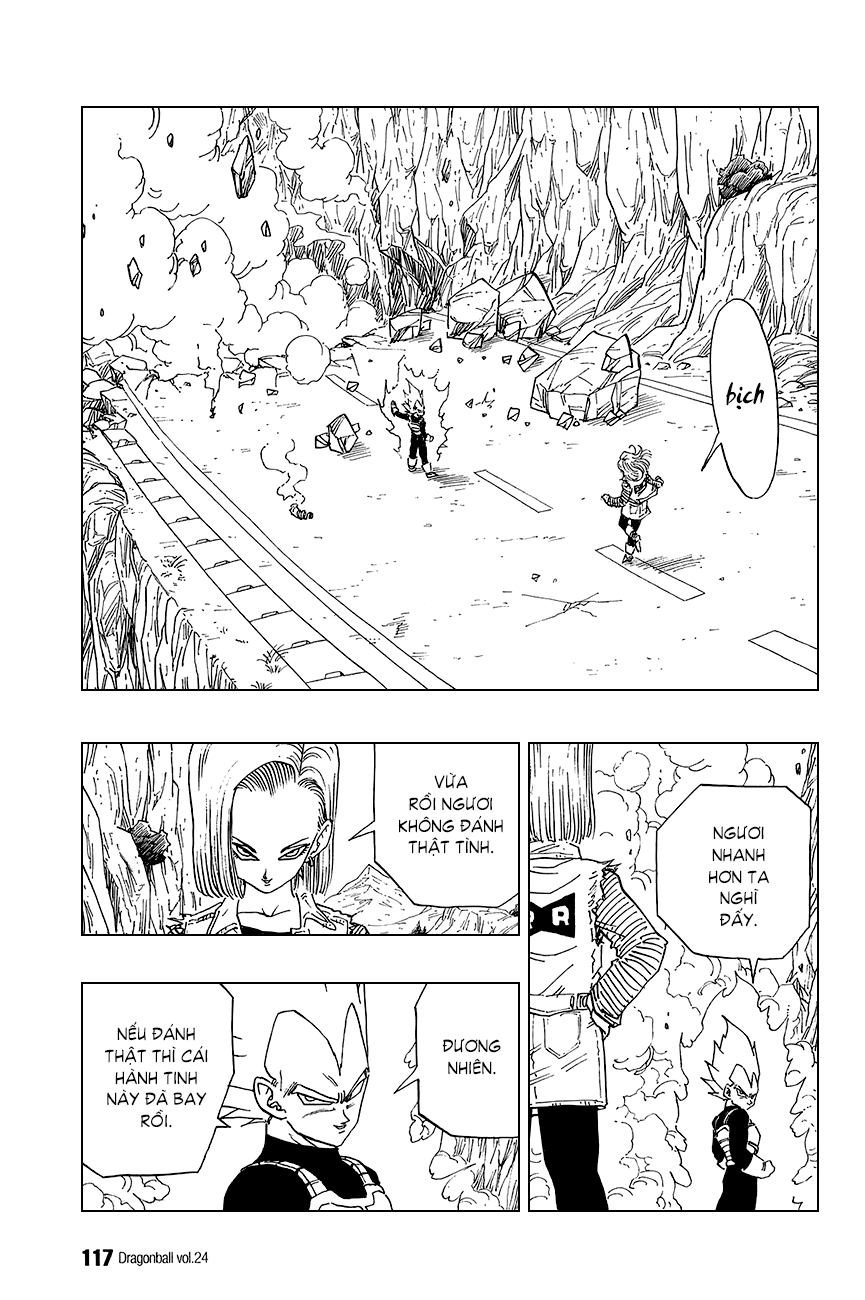 bịch
NGƯƠI
NHANH
HƠN TA
NGHĨ
ĐẤY.
R
VỪA
RỒI NGƯƠI
KHÔNG ĐÁNH
THẬT TÌNH.
ĐƯƠNG
NHIÊN.
NẾU ĐÁNH
THẬT THÌ CÁI
HÀNH TINH
NÀY ĐÃ BAY
RỒI.
117 Dragonball vol.24